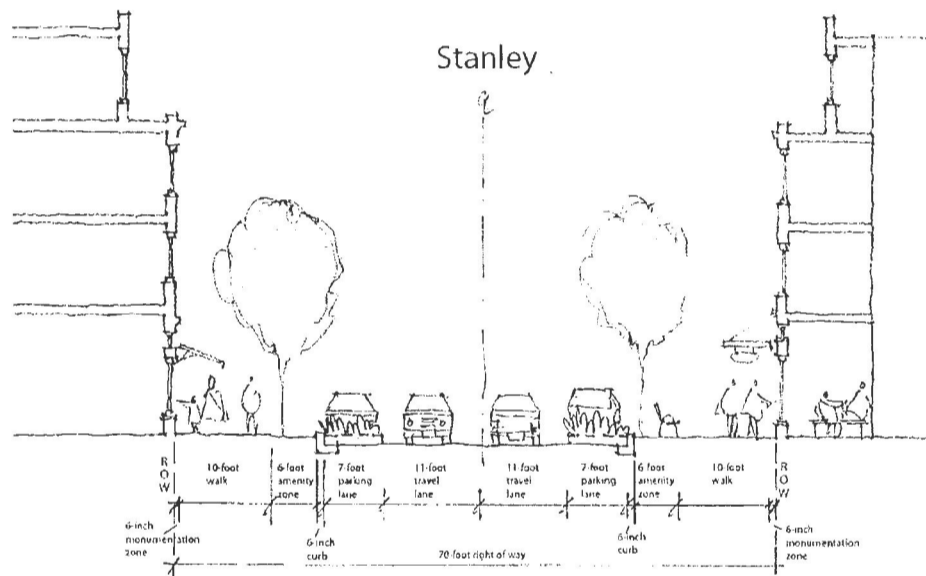 Stanley
10-foot
walk
6-foot
amenity
zone
7-foot
parking
lane
11-foot
travel
lane
11-foot
travel
lane
7-foot
parking
lane
6-foot
amenity
zone
10-foot
walk
R
O
W
R
O
W
6-inch
monumentation
zone
6-inch
curb
70-foot right of way
6-inch
curb
6-inch
monumentation
zone